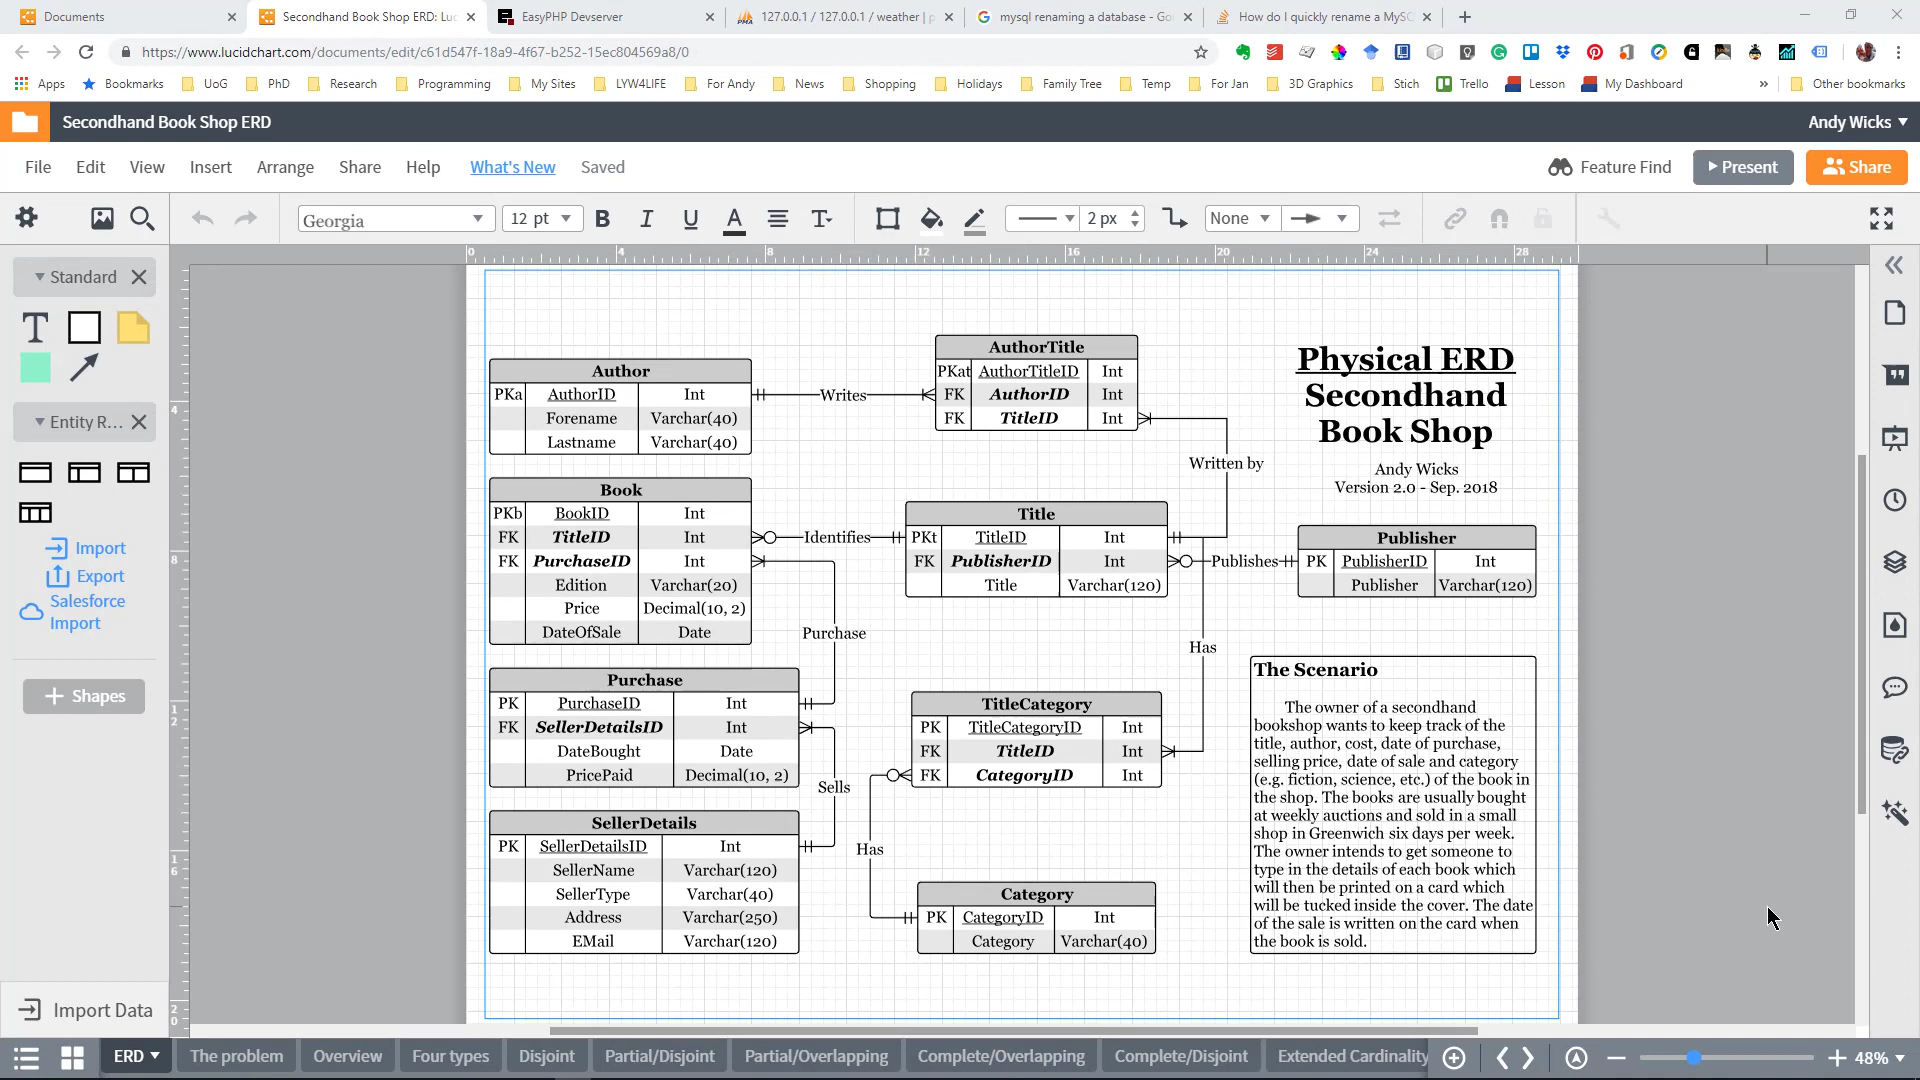 Documents
Secondhand Book Shop ERD: Luc
EasyPHP Devserver
127.0.0.1 / 127.0.0.1 / weather | p
mysql renaming a database - Go
How do I quickly rename a MySQ
https://www.lucidchart.com/documents/edit/c61d547f-18a9-4f67-b252-15ec804569a8/0
Apps
Bookmarks
UoG
PhD
Research
Programming
My Sites
LYW4LIFE
For Andy
News
Shopping
Holidays
Family Tree
Temp
For Jan
3D Graphics
Stich
Trello
Lesson
My Dashboard
»
Other bookmarks
Secondhand Book Shop ERD
Andy Wicks
File
Edit
View
Insert
Arrange
Share
Help
What's New
Saved
Feature Find
Present
Share
Georgia
12 pt
B
I
U
A
T
2 px
None
0
4
8
12
16
20
24
28
Standard
T
Entity R...
Import
Export
Salesforce
Import
+ Shapes
Import Data
4
8
12
16
20
Author
PKa AuthorID Int
Forename Varchar(40)
Lastname Varchar(40)
Writes
AuthorTitle
PKat AuthorTitleID Int
FK AuthorID Int
FK TitleID Int
Written by
Physical ERD
Secondhand
Book Shop
Andy Wicks
Version 2.0 - Sep. 2018
Book
PKb BookID Int
FK TitleID Int
FK PurchaseID Int
Edition Varchar(20)
Price Decimal(10, 2)
DateOfSale Date
Identifies
Title
PKt TitleID Int
FK PublisherID Int
Title Varchar(120)
Publishes
Publisher
PK PublisherID Int
Publisher Varchar(120)
Purchase
Has
Purchase
PK PurchaseID Int
FK SellerDetailsID Int
DateBought Date
PricePaid Decimal(10, 2)
Sells
TitleCategory
PK TitleCategoryID Int
FK TitleID Int
FK CategoryID Int
Has
SellerDetails
PK SellerDetailsID Int
SellerName Varchar(120)
SellerType Varchar(40)
Address Varchar(250)
EMail Varchar(120)
Category
PK CategoryID Int
Category Varchar(40)
The Scenario
The owner of a secondhand
bookshop wants to keep track of the
title, author, cost, date of purchase,
selling price, date of sale and category
(e.g. fiction, science, etc.) of the book in
the shop. The books are usually bought
at weekly auctions and sold in a small
shop in Greenwich six days per week.
The owner intends to get someone to
type in the details of each book which
will then be printed on a card which
will be tucked inside the cover. The date
of the sale is written on the card when
the book is sold.
ERD
The problem
Overview
Four types
Disjoint
Partial/Disjoint
Partial/Overlapping
Complete/Overlapping
Complete/Disjoint
Extended Cardinality
48%